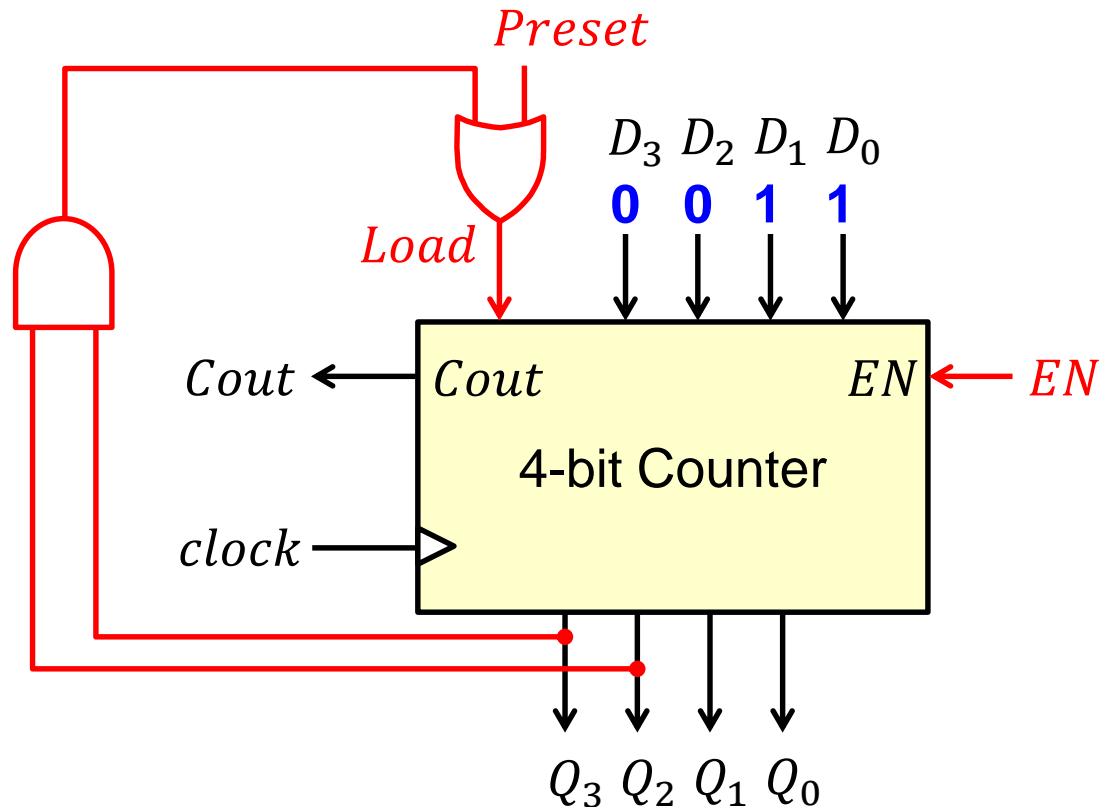 Preset
D₃ D₂ D₁ D₀
0 0 1 1
Load
Cout Cout EN EN
4-bit Counter
clock
Q₃ Q₂ Q₁ Q₀